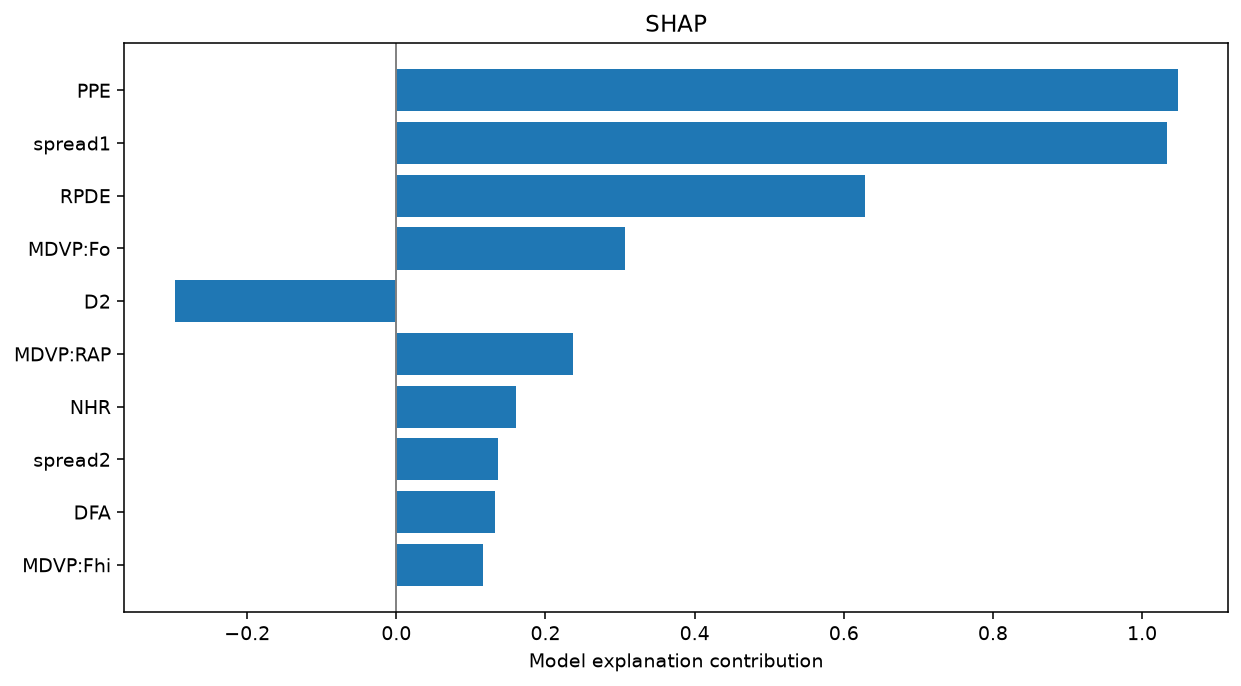 SHAP
PPE
spread1
RPDE
MDVP:Fo
D2
MDVP:RAP
NHR
spread2
DFA
MDVP:Fhi
−0.2 0.0 0.2 0.4 0.6 0.8 1.0
Model explanation contribution